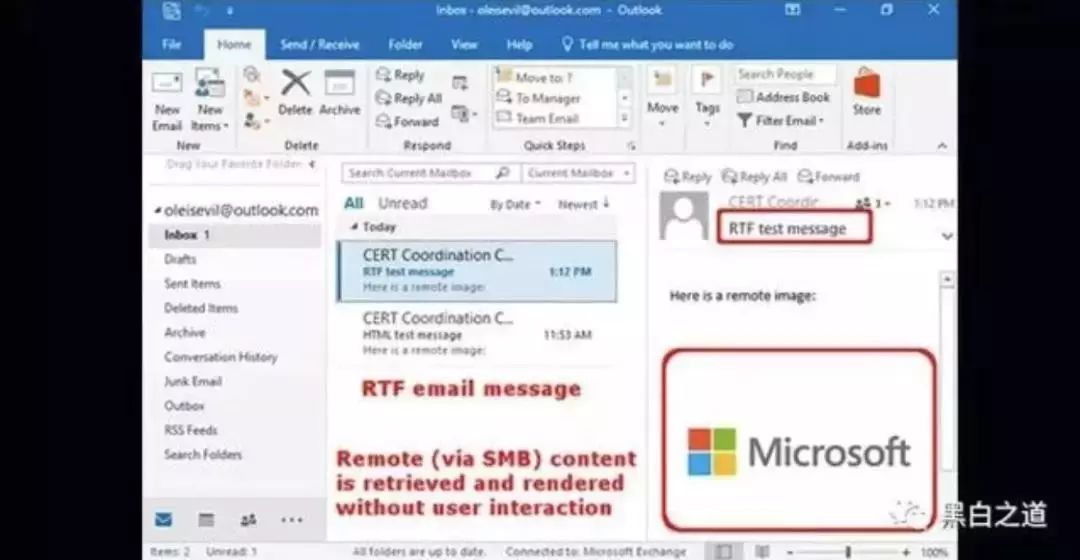 Inbox - oleisevil@outlook.com - Outlook
File Home Send / Receive Folder View Help Tell me what you want to do
New Email
New Items
New
Delete Archive
Delete
Reply
Reply All
Forward
Respond
Move to: ?
To Manager
Team Email
Quick Steps
Move
Tags
Search People
Address Book
Filter Email
Find
Store
Add-ins
Drag Your Favorite Folders
oleisevil@outlook.com
Inbox 1
Drafts
Sent Items
Deleted Items
Archive
Conversation History
Junk Email
Outbox
RSS Feeds
Search Folders
Search Current Mailbox Current Mailbox
All Unread By Date Newest
Today
CERT Coordination C...
RTF test message 1:12 PM
Here is a remote image:
CERT Coordination C...
HTML test message 11:53 AM
Here is a remote image:
RTF email message
Remote (via SMB) content
is retrieved and rendered
without user interaction
Reply Reply All Forward
CERT Coordir 1 1:12 PM
RTF test message
Here is a remote image:
Microsoft
黑白之道
Items: 2 Unread: 1 All folders are up to date. Connected to: Microsoft Exchange 100%